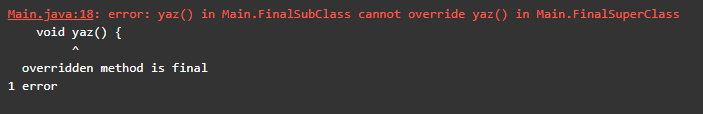 Main.java:18: error: yaz() in Main.FinalSubClass cannot override yaz() in Main.FinalSuperClass
    void yaz() {
         ^
  overridden method is final
1 error